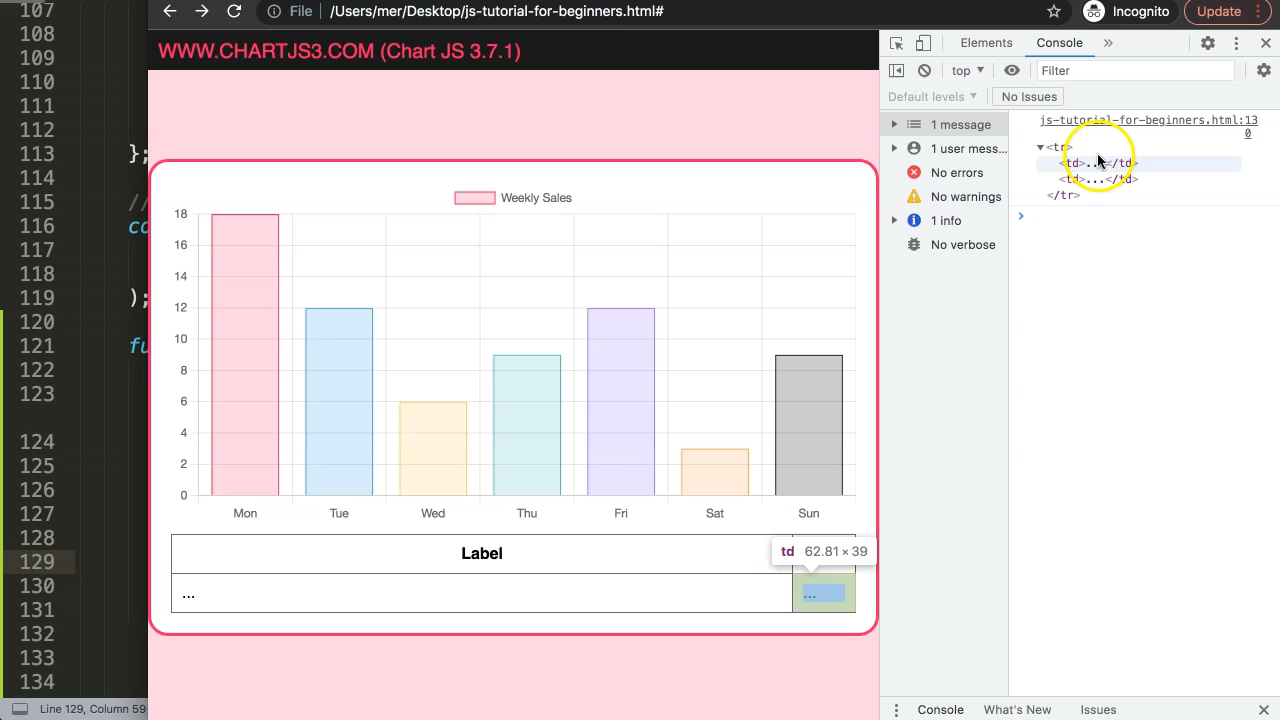 107
108
109
110
111
112
113 };
114
115 //
116 co
117
118
119 );
120
121 fu
122
123
124
125
126
127
128
129
130
131
132
133
134
Line 129, Column 59
File /Users/mer/Desktop/js-tutorial-for-beginners.html#
Incognito
Update
WWW.CHARTJS3.COM (Chart JS 3.7.1)
Weekly Sales
18
16
14
12
10
8
6
4
2
0
Mon Tue Wed Thu Fri Sat Sun
Label
td 62.81 × 39
... ...
Elements Console »
top ▼ Filter
Default levels ▼ No Issues
1 message
1 user mess...
No errors
No warnings
1 info
No verbose
js-tutorial-for-beginners.html:13
0
▼<tr>
<td>...</td>
<td>...</td>
</tr>
>
Console What's New Issues